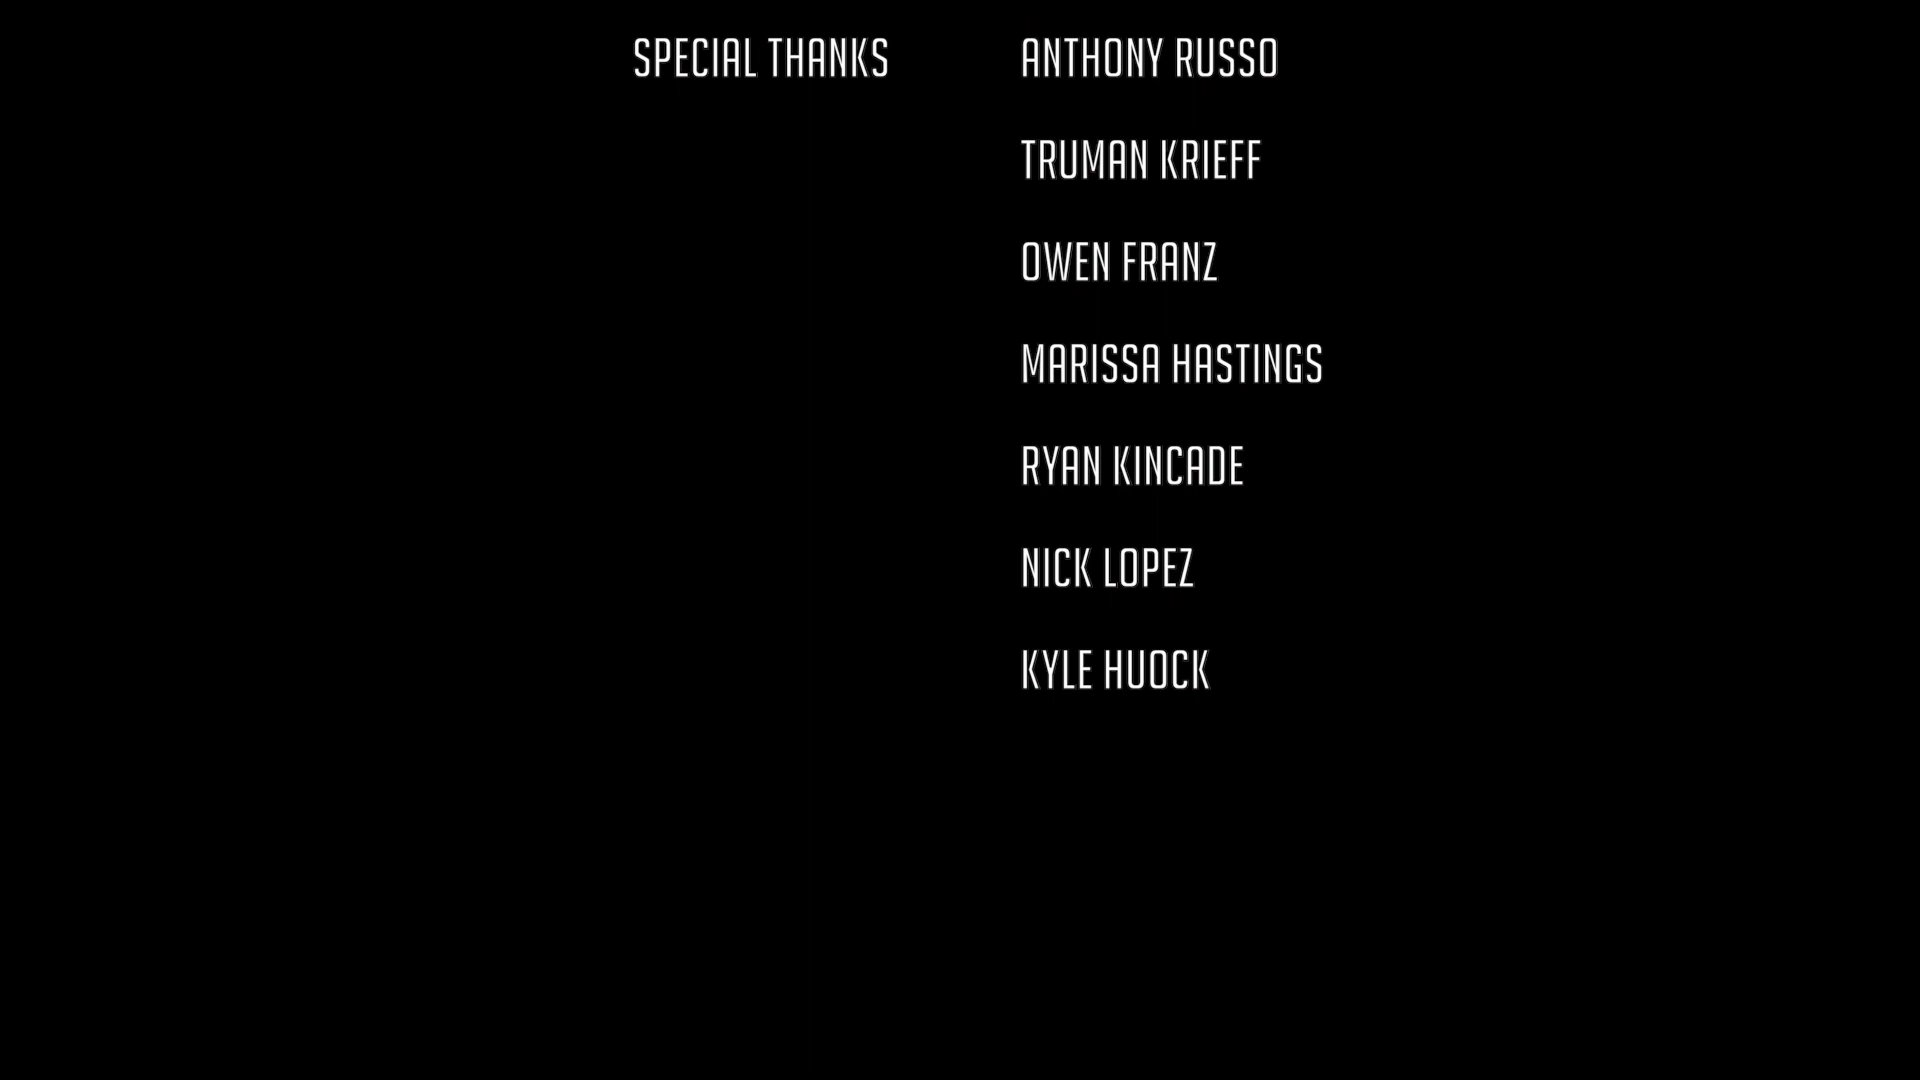 SPECIAL THANKS ANTHONY RUSSO
TRUMAN KRIEFF
OWEN FRANZ
MARISSA HASTINGS
RYAN KINCADE
NICK LOPEZ
KYLE HUOCK